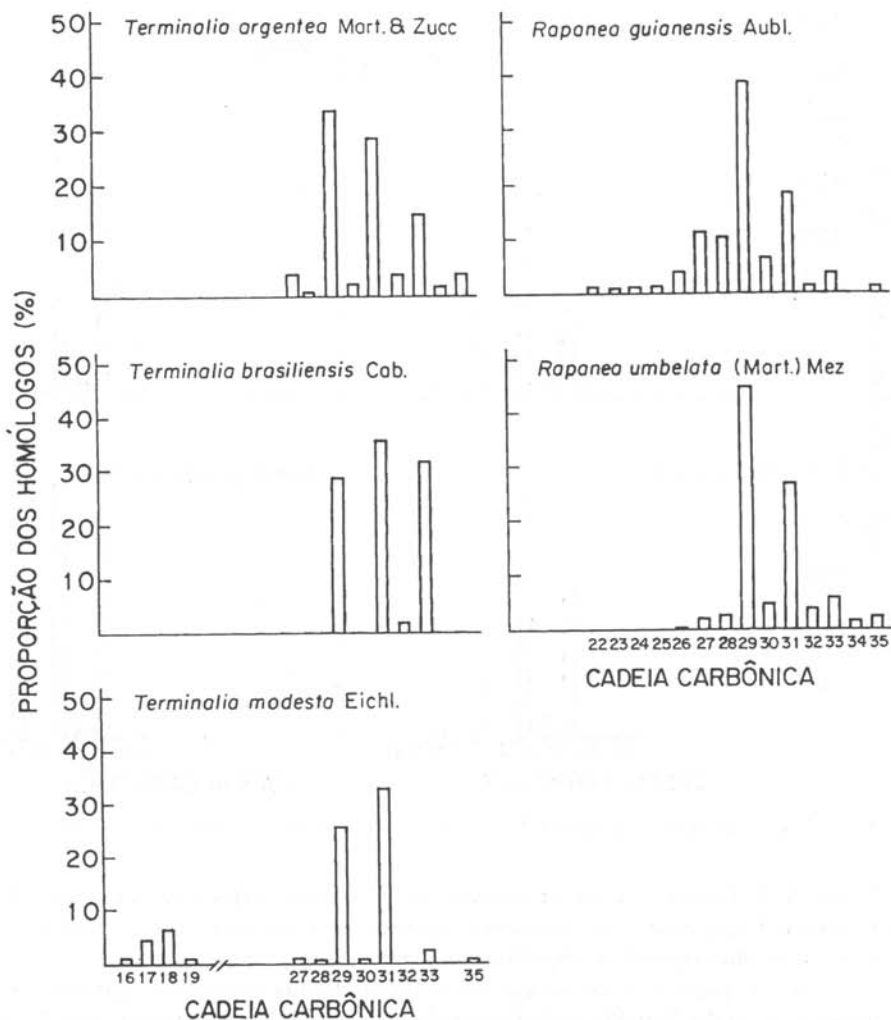 PROPORÇÃO DOS HOMÓLOGOS (%)
Terminalia argentea Mart. & Zucc
50
40
30
20
10
Rapanea guianensis Aubl.
Terminalia brasiliensis Cab.
50
40
30
20
10
Rapanea umbelata (Mart.) Mez
22 23 24 25 26 27 28 29 30 31 32 33 34 35
CADEIA CARBÔNICA
Terminalia modesta Eichl.
50
40
30
20
10
16 17 18 19 27 28 29 30 31 32 33 35
CADEIA CARBÔNICA